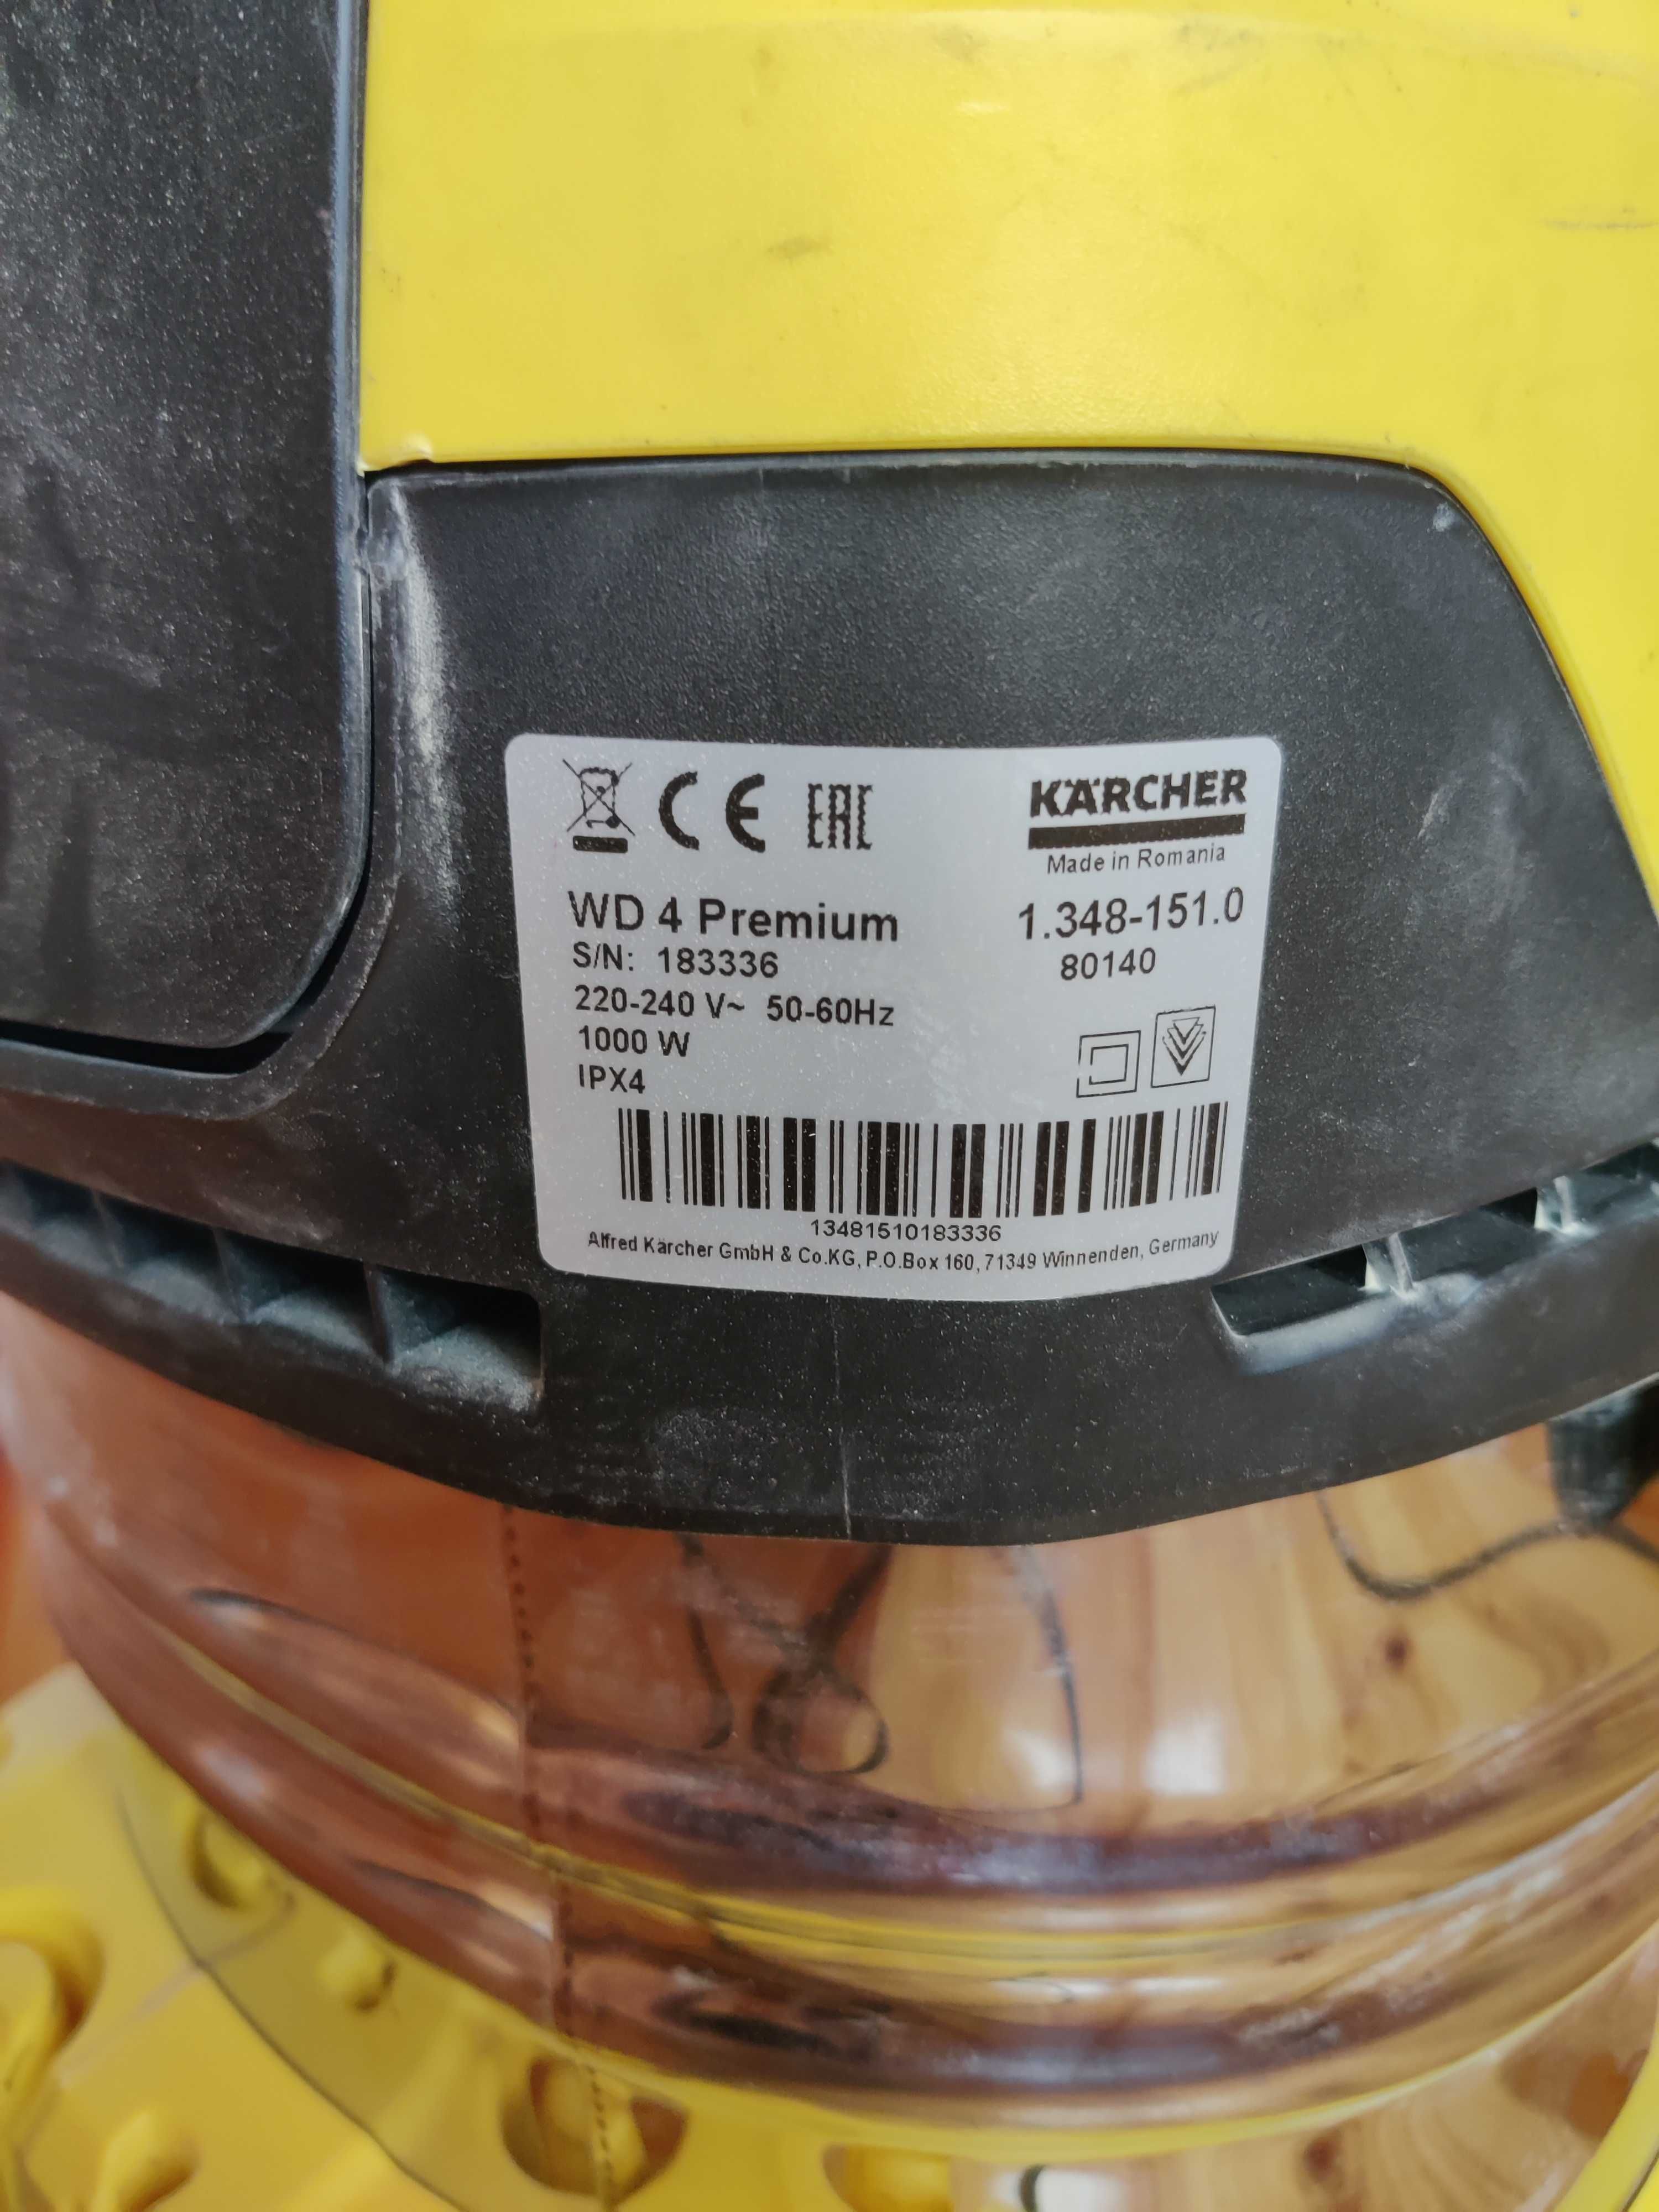 CE EAC
KÄRCHER
Made in Romania
WD 4 Premium 1.348-151.0
S/N: 183336 80140
220-240 V~ 50-60Hz
1000 W
IPX4
13481510183336
Alfred Kärcher GmbH & Co.KG, P.O.Box 160, 71349 Winnenden, Germany